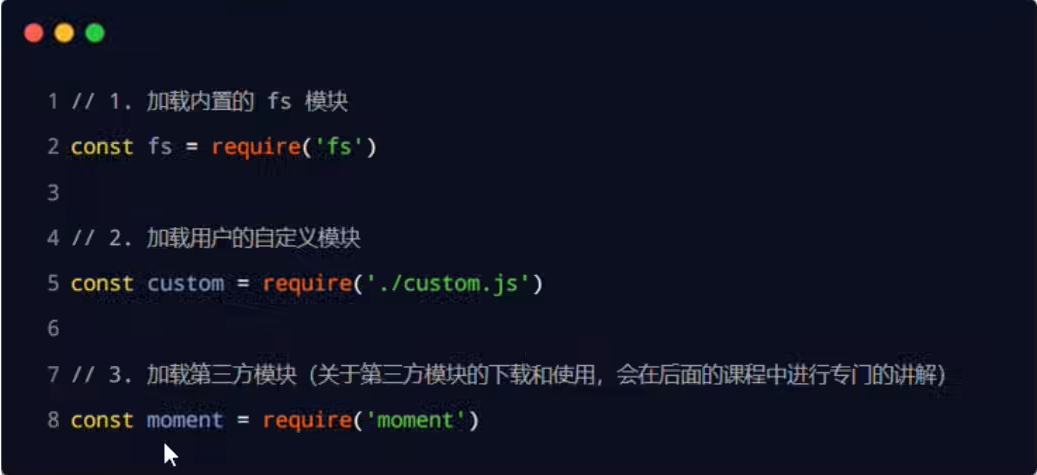 1 // 1. 加载内置的 fs 模块
2 const fs = require('fs')
3
4 // 2. 加载用户的自定义模块
5 const custom = require('./custom.js')
6
7 // 3. 加载第三方模块（关于第三方模块的下载和使用，会在后面的课程中进行专门的讲解）
8 const moment = require('moment')